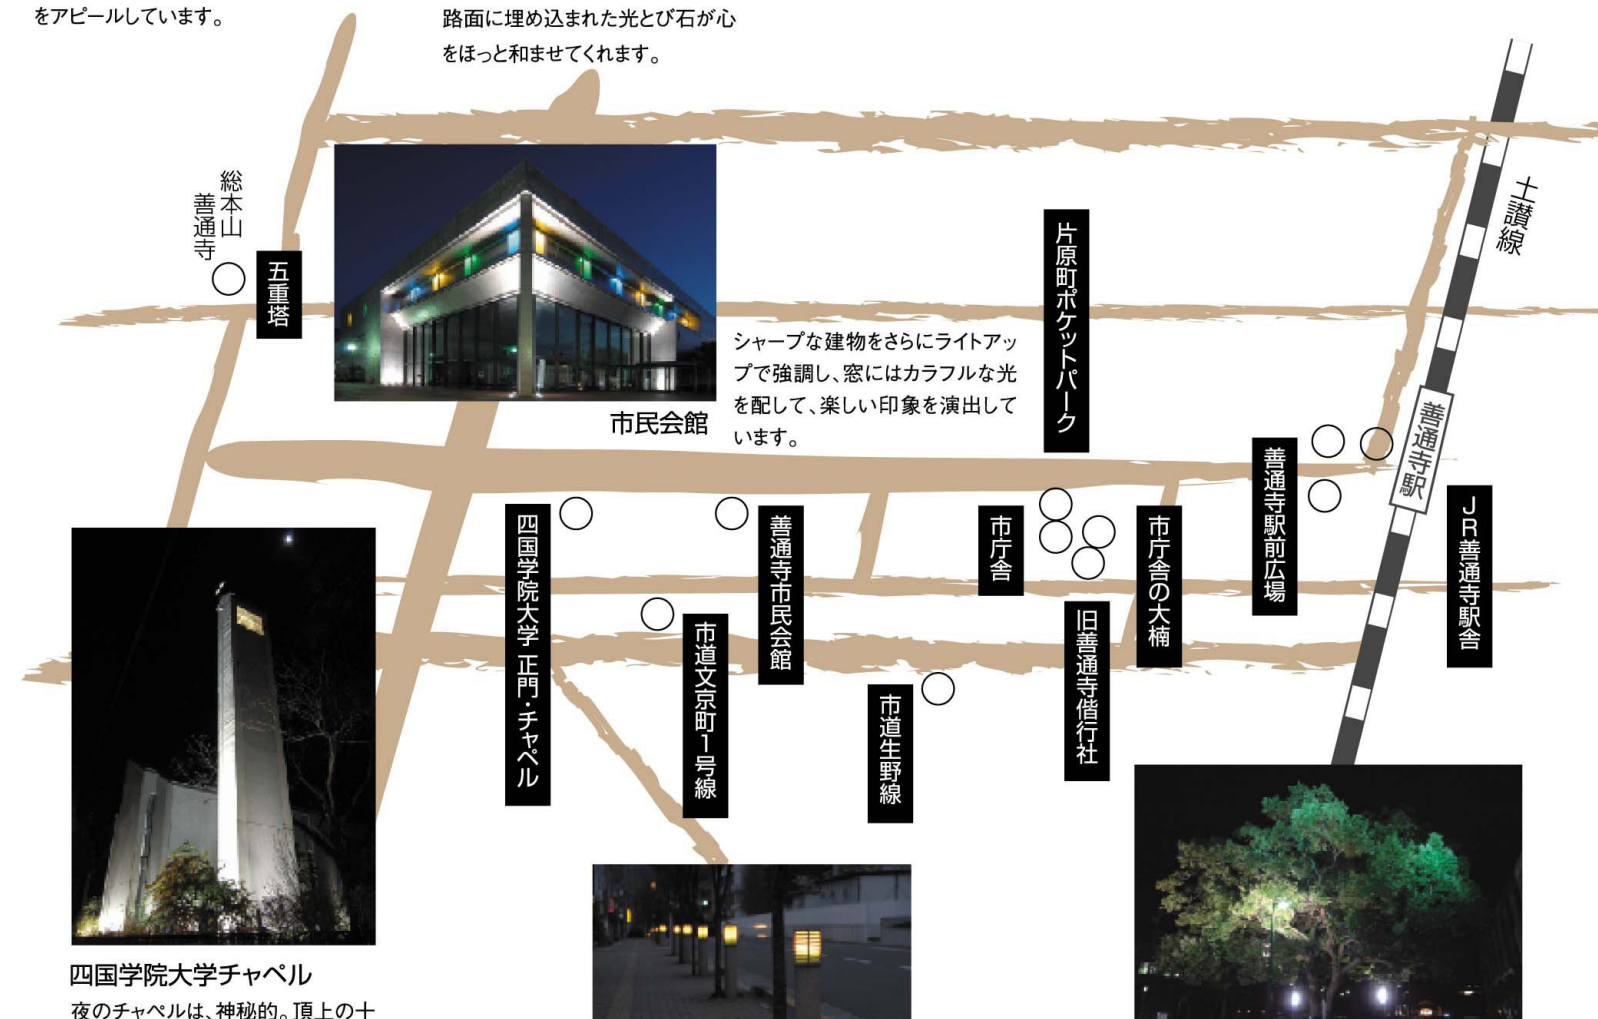 をアピールしています。
路面に埋め込まれた光とび石が心
をほっと和ませてくれます。
総本山
善通寺
五重塔
市民会館
シャープな建物をさらにライトアッ
プで強調し、窓にはカラフルな光
を配して、楽しい印象を演出して
います。
片原町ポケットパーク
土讃線
善通寺駅
善通寺駅前広場
JR善通寺駅舎
四国学院大学 正門・チャペル
善通寺市民会館
市道文京町1号線
市庁舎
市庁舎の大楠
旧善通寺偕行社
市道生野線
四国学院大学チャペル
夜のチャペルは、神秘的。頂上の十